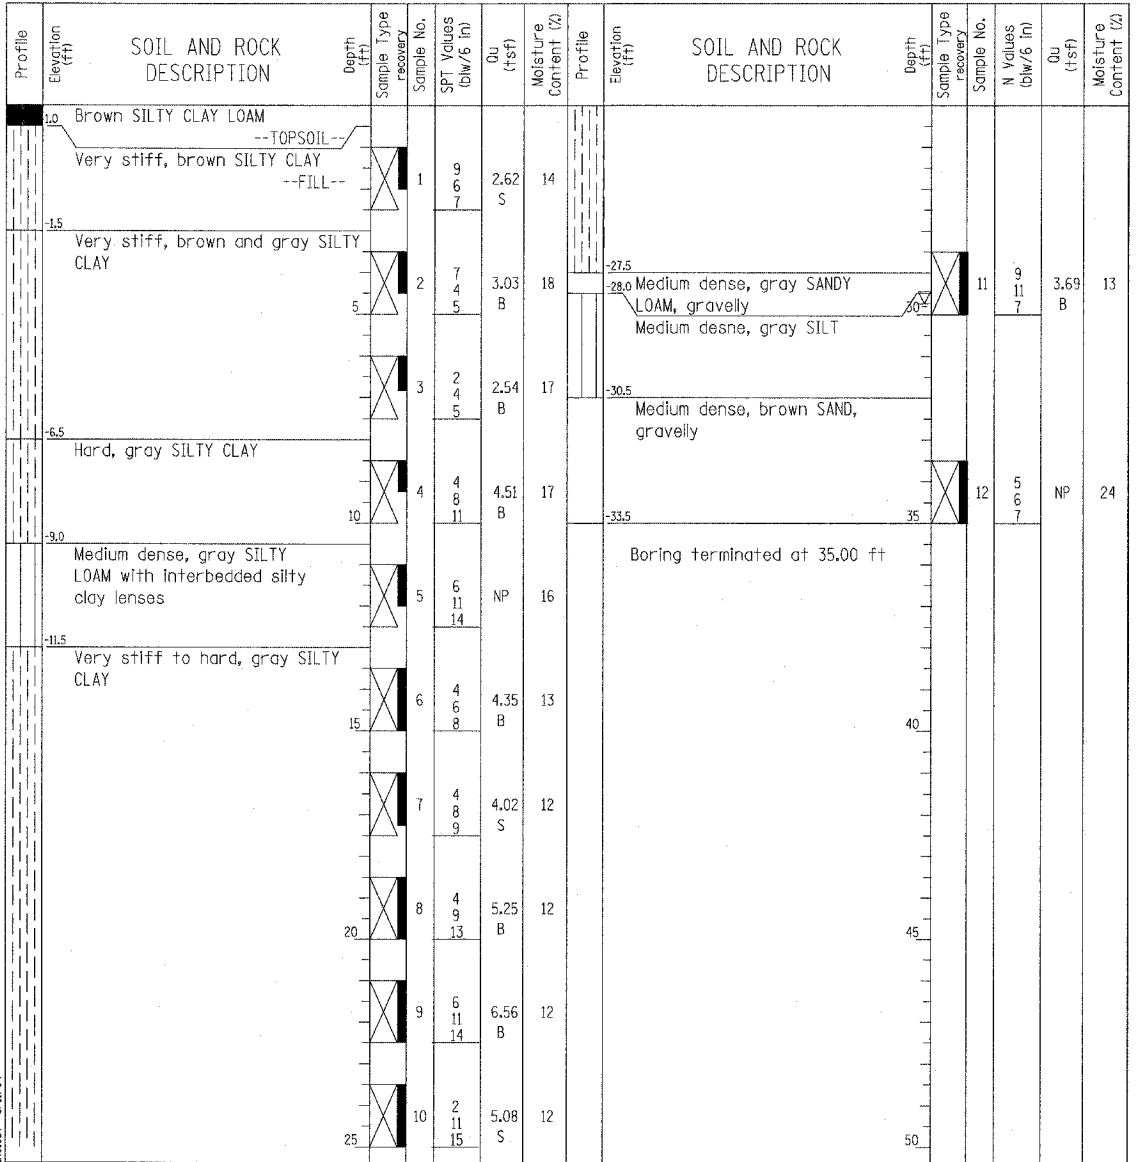 Profile
Elevation (ft)
SOIL AND ROCK
DESCRIPTION
Depth (ft)
Sample Type
recovery
Sample No.
SPT Values
(blw/6 in)
Qu
(tsf)
Moisture
Content (%)
1.0 Brown SILTY CLAY LOAM
--TOPSOIL--
Very stiff, brown SILTY CLAY
--FILL--
1
9
6
7
2.62
S
14
-1.5
Very stiff, brown and gray SILTY
CLAY
5
2
7
4
5
3.03
B
18
3
2
4
5
2.54
B
17
-6.5
Hard, gray SILTY CLAY
10
4
4
8
11
4.51
B
17
-9.0
Medium dense, gray SILTY
LOAM with interbedded silty
clay lenses
5
6
11
14
NP
16
-11.5
Very stiff to hard, gray SILTY
CLAY
15
6
4
6
8
4.35
B
13
7
4
8
9
4.02
S
12
20
8
4
9
13
5.25
B
12
9
6
11
14
6.56
B
12
25
10
2
11
15
5.08
S
12
Profile
Elevation (ft)
SOIL AND ROCK
DESCRIPTION
Depth (ft)
Sample Type
recovery
Sample No.
N Values
(blw/6 in)
Qu
(tsf)
Moisture
Content (%)
-27.5
-28.0 Medium dense, gray SANDY
LOAM, gravelly
30
11
9
11
7
3.69
B
13
Medium desne, gray SILT
-30.5
Medium dense, brown SAND,
gravelly
-33.5
35
12
5
6
7
NP
24
Boring terminated at 35.00 ft
40
45
50